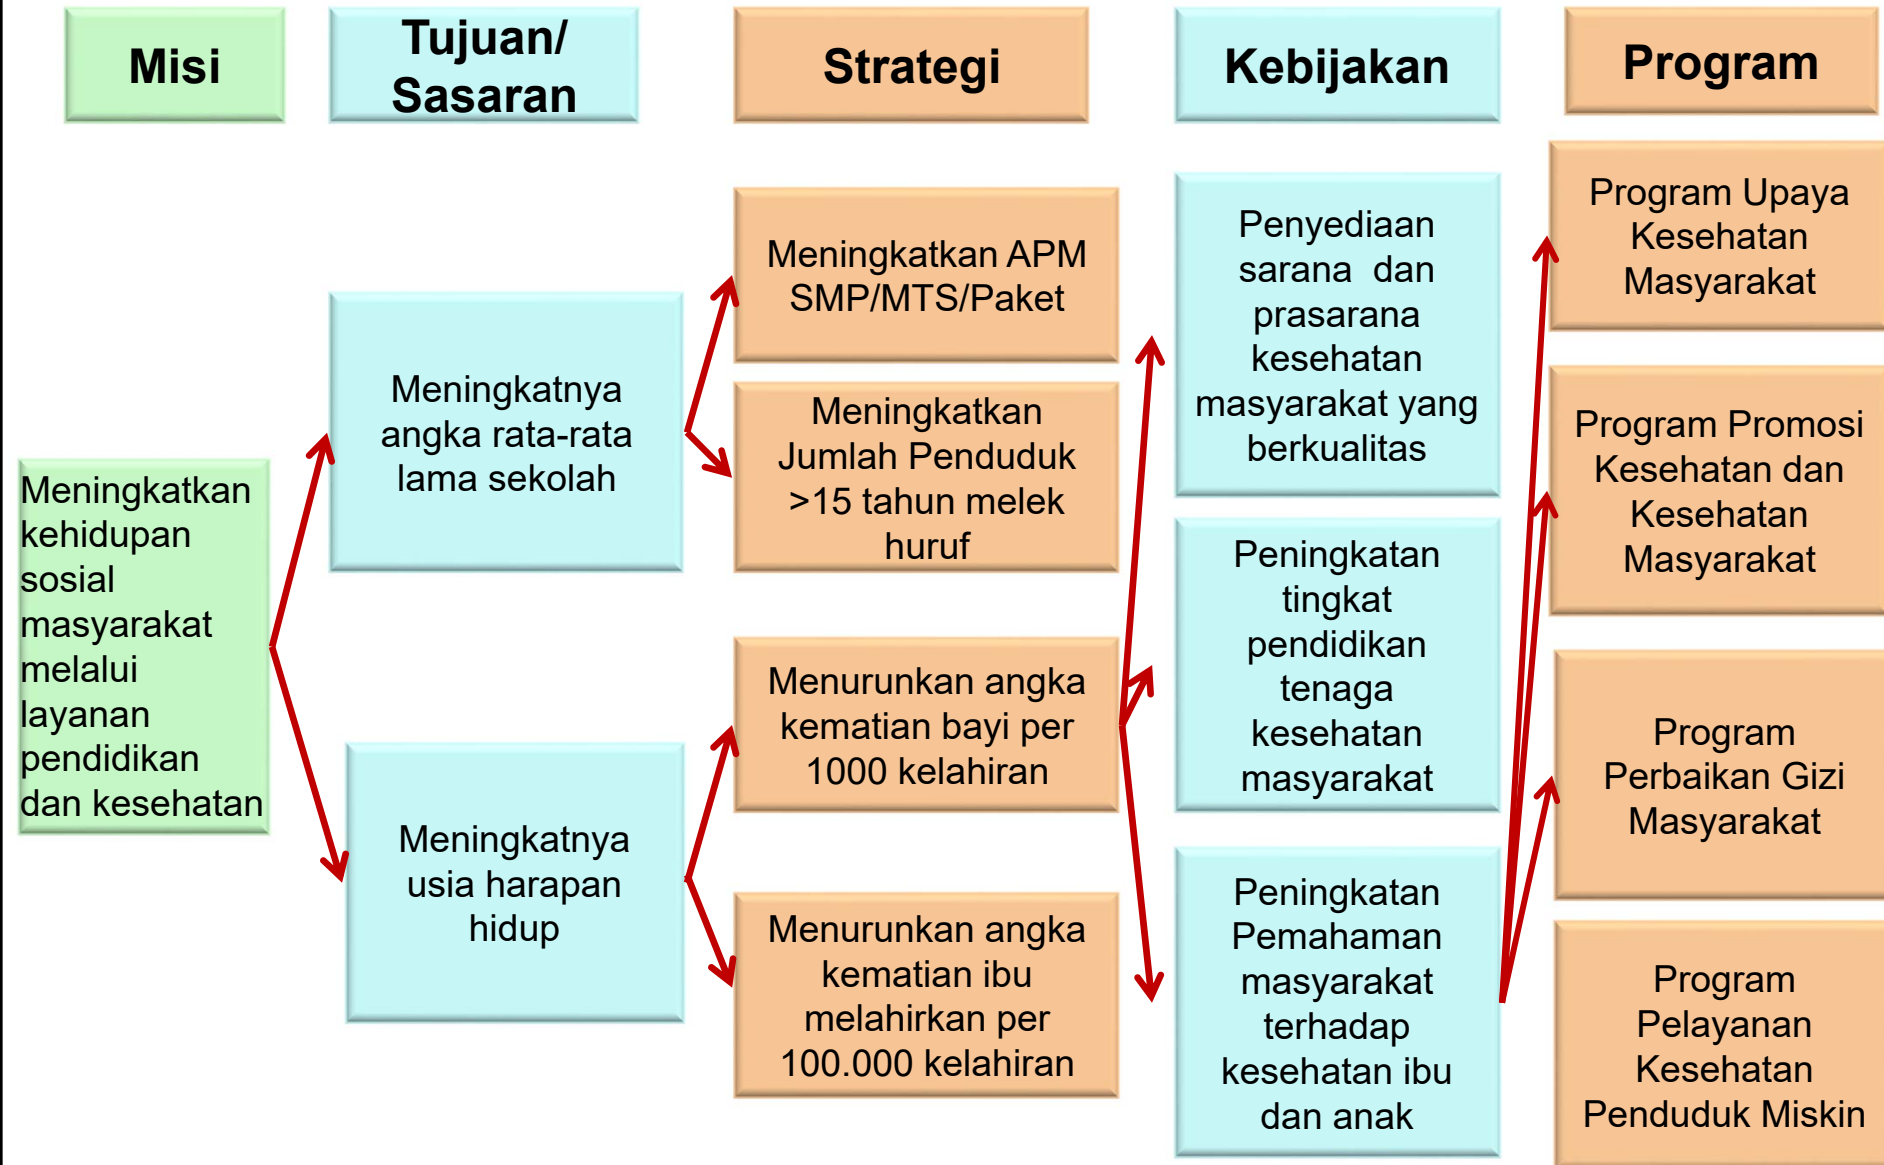 Misi
Tujuan/
Sasaran
Strategi
Kebijakan
Program
Meningkatkan
kehidupan
sosial
masyarakat
melalui
layanan
pendidikan
dan kesehatan
Meningkatnya
angka rata-rata
lama sekolah
Meningkatnya
usia harapan
hidup
Meningkatkan APM
SMP/MTS/Paket
Meningkatkan
Jumlah Penduduk
>15 tahun melek
huruf
Menurunkan angka
kematian bayi per
1000 kelahiran
Menurunkan angka
kematian ibu
melahirkan per
100.000 kelahiran
Penyediaan
sarana dan
prasarana
kesehatan
masyarakat yang
berkualitas
Peningkatan
tingkat
pendidikan
tenaga
kesehatan
masyarakat
Peningkatan
Pemahaman
masyarakat
terhadap
kesehatan ibu
dan anak
Program Upaya
Kesehatan
Masyarakat
Program Promosi
Kesehatan dan
Kesehatan
Masyarakat
Program
Perbaikan Gizi
Masyarakat
Program
Pelayanan
Kesehatan
Penduduk Miskin